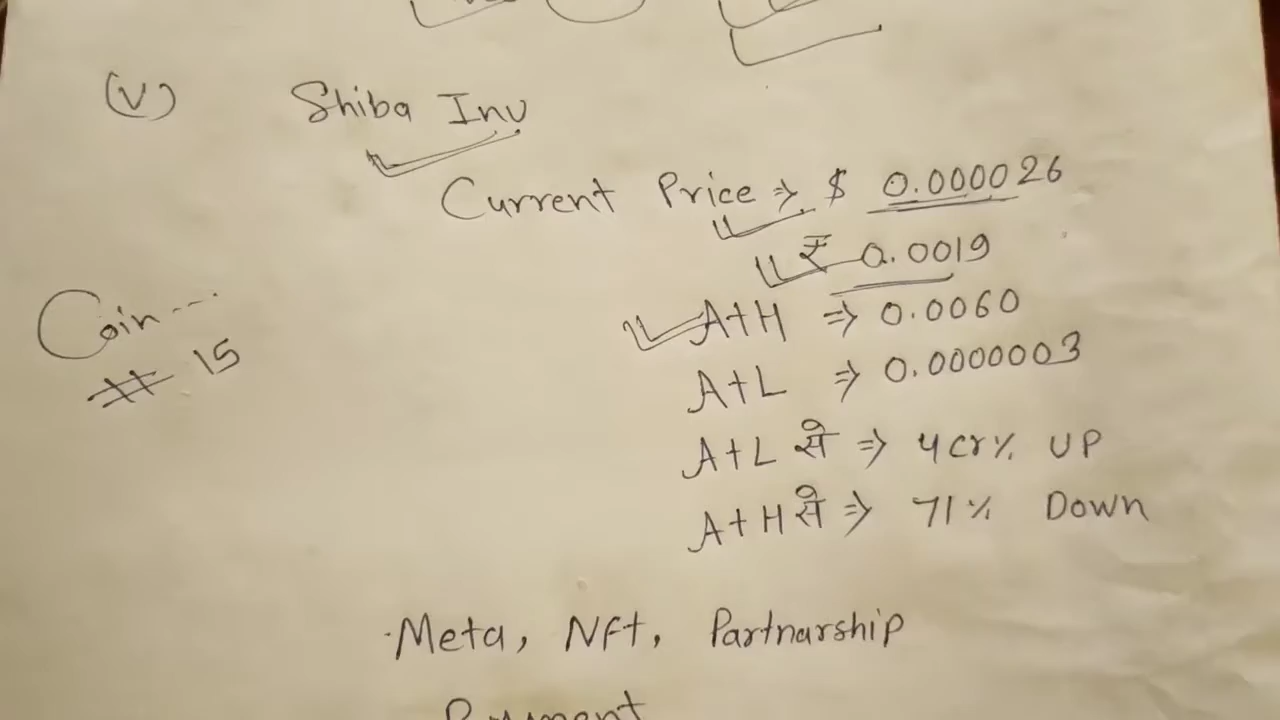 (V) Shiba Inu
Current Price => $ 0.000026
₹ 0.0019
AtH => 0.0060
Coin----
# 15
AtL => 0.0000003
AtL से => 4cr% UP
AtH से => 71% Down
Meta, NFt, Partnarship
Payment